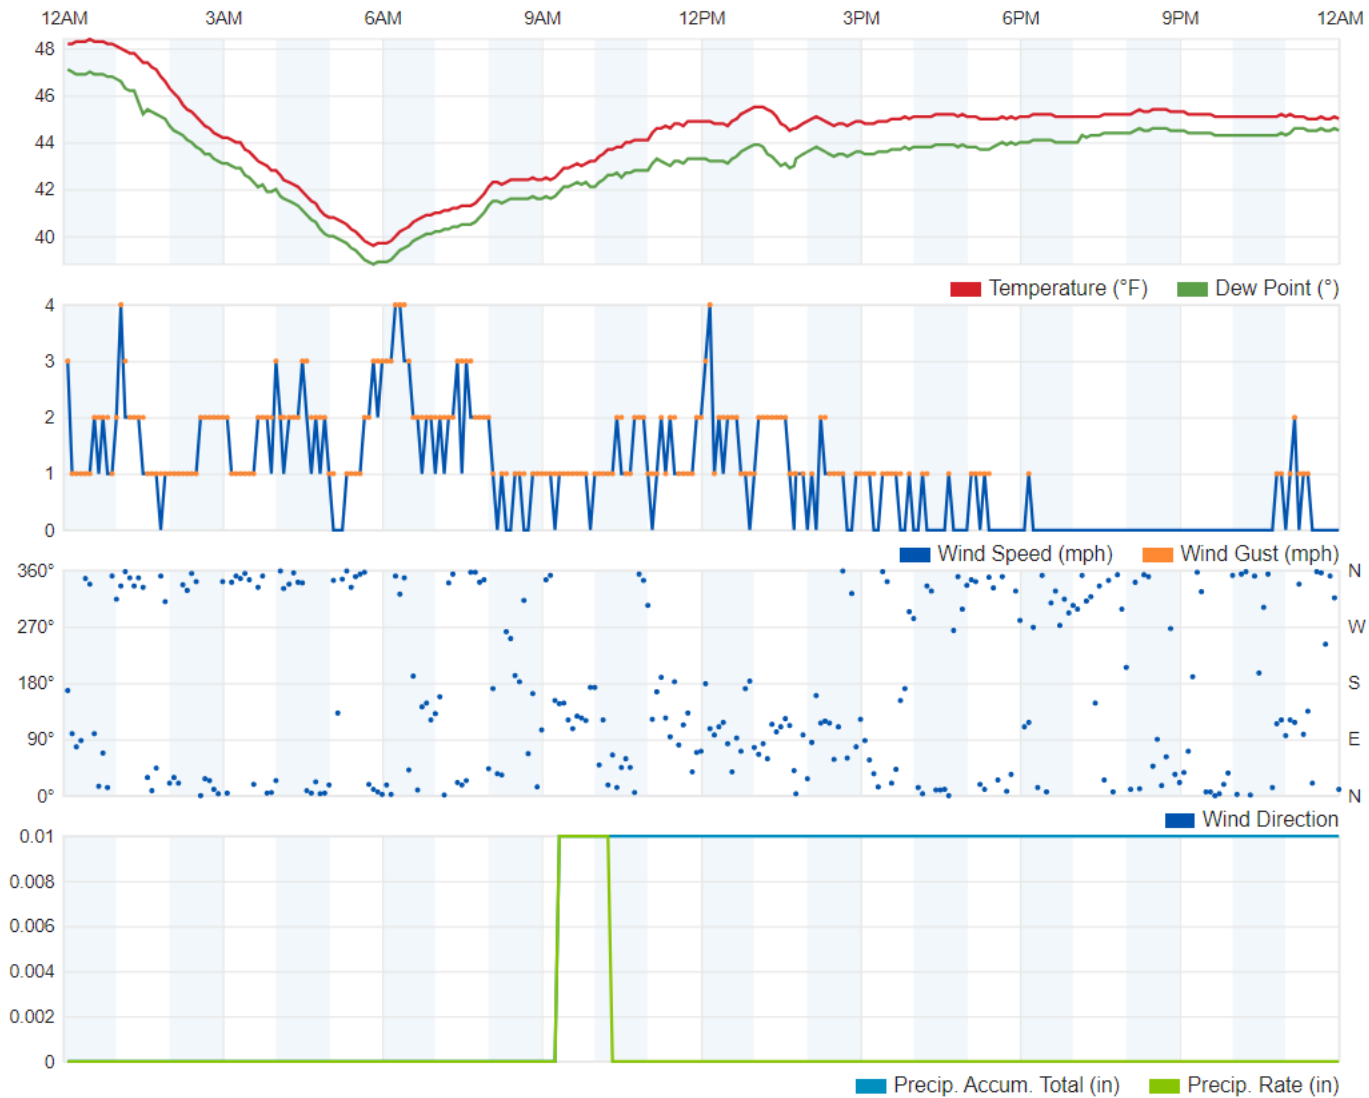 12AM 3AM 6AM 9AM 12PM 3PM 6PM 9PM 12AM
48
46
44
42
40
Temperature (°F) Dew Point (°)
4
3
2
1
0
Wind Speed (mph) Wind Gust (mph)
360° N
270° W
180° S
90° E
0° N
Wind Direction
0.01
0.008
0.006
0.004
0.002
0
Precip. Accum. Total (in) Precip. Rate (in)